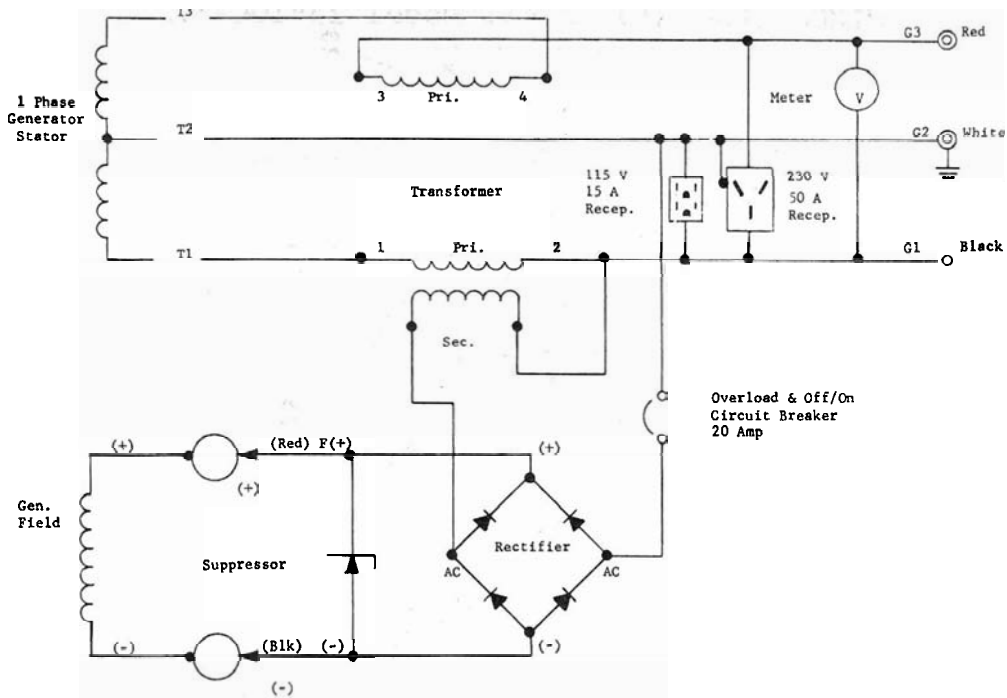 T3
G3 Red
3 Pri. 4
1 Phase
Generator
Stator
Meter
V
T2
G2 White
115 V
15 A
Recep.
230 V
50 A
Recep.
Transformer
T1
1 Pri. 2
G1 Black
Sec.
Overload & Off/On
Circuit Breaker
20 Amp
(+) (Red) F(+) (+)
(+)
Gen.
Field
Suppressor
Rectifier
AC AC
(-) (Blk) (-) (-)
(-)